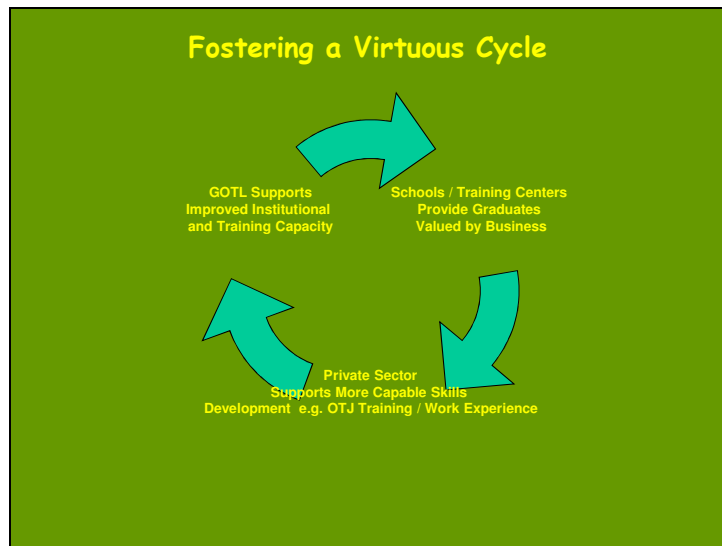 Fostering a Virtuous Cycle
GOTL Supports
Improved Institutional
and Training Capacity
Schools / Training Centers
Provide Graduates
Valued by Business
Private Sector
Supports More Capable Skills
Development e.g. OTJ Training / Work Experience